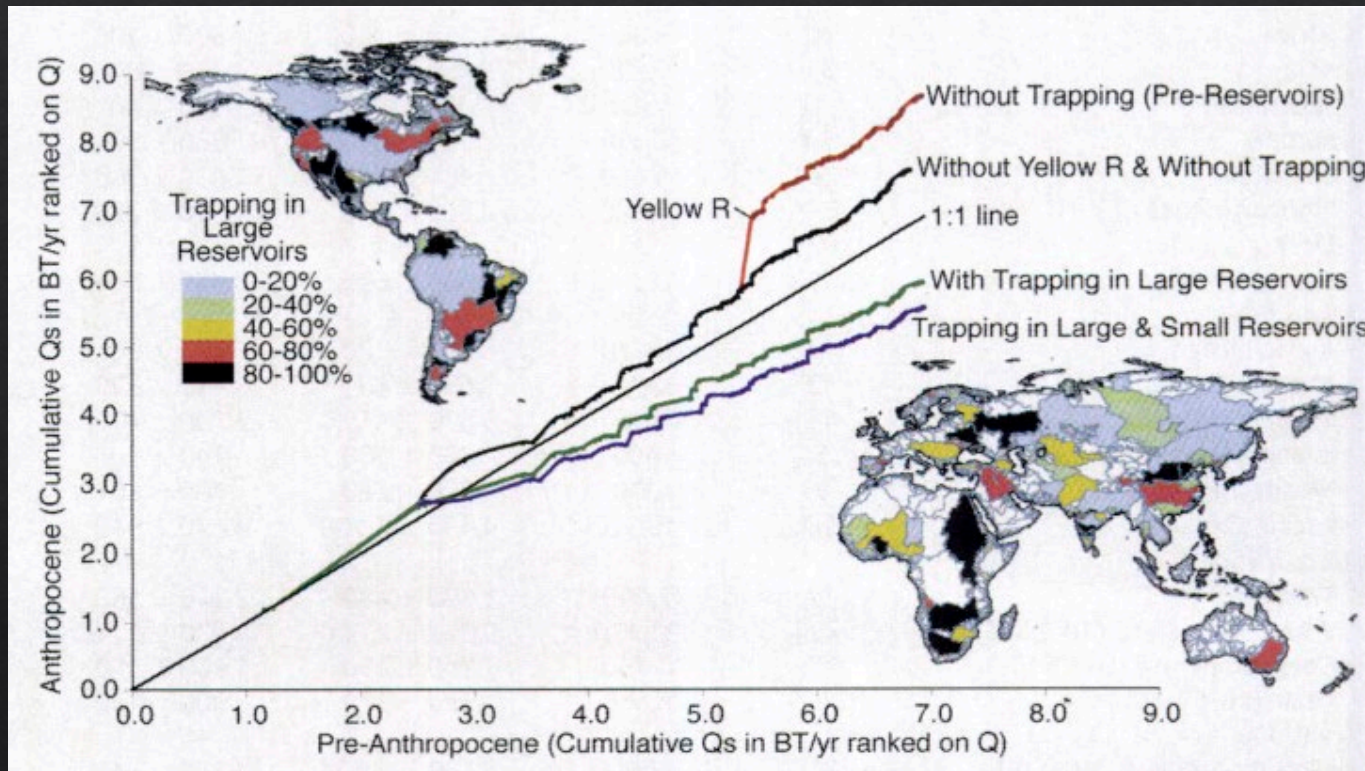 9.0
8.0
7.0
6.0
5.0
4.0
3.0
2.0
1.0
0.0
Anthropocene (Cumulative Qs in BT/yr ranked on Q)
Trapping in
Large
Reservoirs
0-20%
20-40%
40-60%
60-80%
80-100%
Without Trapping (Pre-Reservoirs)
Without Yellow R & Without Trapping
Yellow R
1:1 line
With Trapping in Large Reservoirs
Trapping in Large & Small Reservoirs
0.0 1.0 2.0 3.0 4.0 5.0 6.0 7.0 8.0 9.0
Pre-Anthropocene (Cumulative Qs in BT/yr ranked on Q)